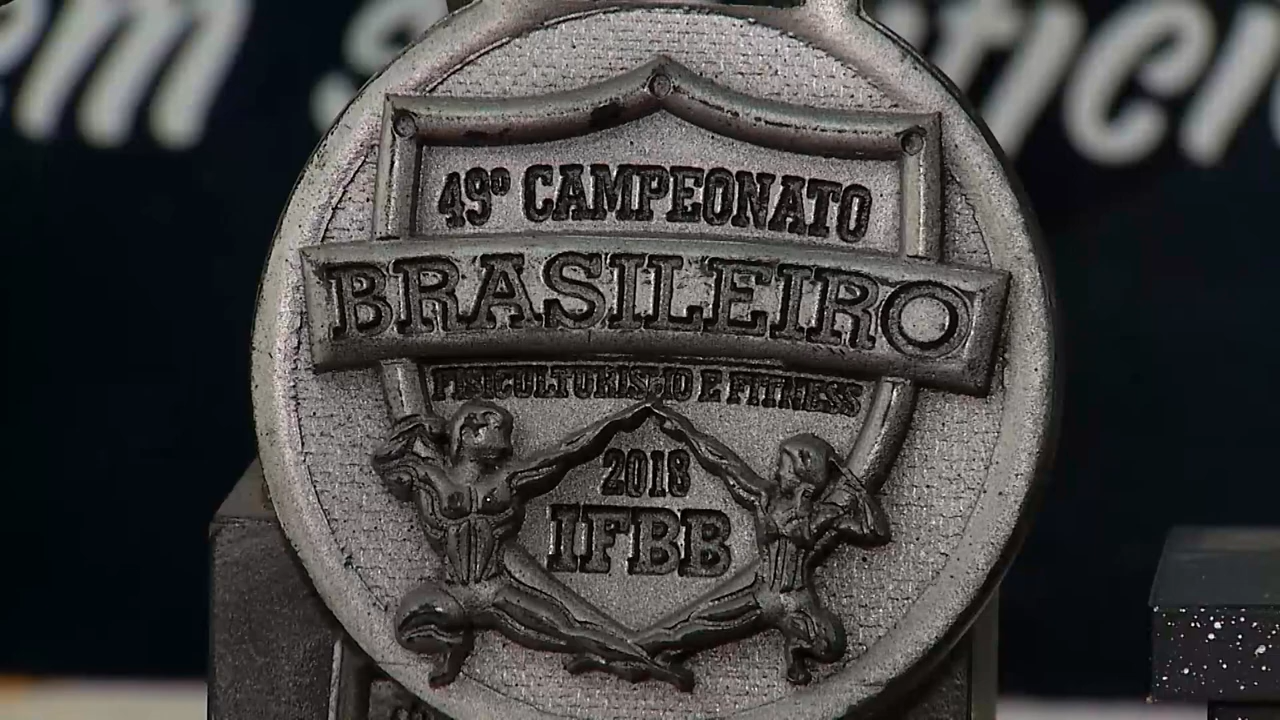 49º CAMPEONATO
BRASILEIRO
FISICULTURISMO E FITNESS
2018
IFBB